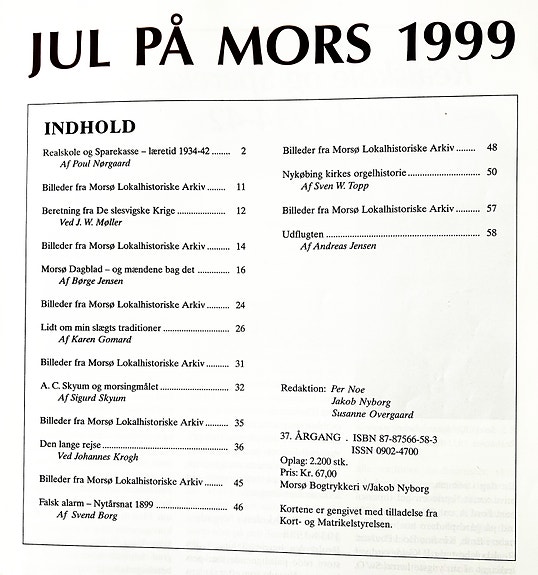 JUL PÅ MORS 1999
INDHOLD
Realskole og Sparekasse – læretid 1934-42 ....... 2
Af Poul Nørgaard
Billeder fra Morsø Lokalhistoriske Arkiv ....... 11
Beretning fra De slesvigske Krige .................. 12
Ved J. W. Møller
Billeder fra Morsø Lokalhistoriske Arkiv ....... 14
Morsø Dagblad – og mændene bag det ............ 16
Af Børge Jensen
Billeder fra Morsø Lokalhistoriske Arkiv ....... 24
Lidt om min slægts traditioner ........................ 26
Af Karen Gomard
Billeder fra Morsø Lokalhistoriske Arkiv ....... 31
A. C. Skyum og morsingmålet ......................... 32
Af Sigurd Skyum
Billeder fra Morsø Lokalhistoriske Arkiv ....... 35
Den lange rejse ................................................ 36
Ved Johannes Krogh
Billeder fra Morsø Lokalhistoriske Arkiv ....... 45
Falsk alarm – Nytårsnat 1899 .......................... 46
Af Svend Borg
Billeder fra Morsø Lokalhistoriske Arkiv ....... 48
Nykøbing kirkes orgelhistorie ......................... 50
Af Sven W. Topp
Billeder fra Morsø Lokalhistoriske Arkiv ......... 57
Udflugten ......................................................... 58
Af Andreas Jensen
Redaktion: Per Noe
Jakob Nyborg
Susanne Overgaard
37. ÅRGANG . ISBN 87-87566-58-3
ISSN 0902-4700
Oplag: 2.200 stk.
Pris: Kr. 67,00
Morsø Bogtrykkeri v/Jakob Nyborg
Kortene er gengivet med tilladelse fra
Kort- og Matrikelstyrelsen.